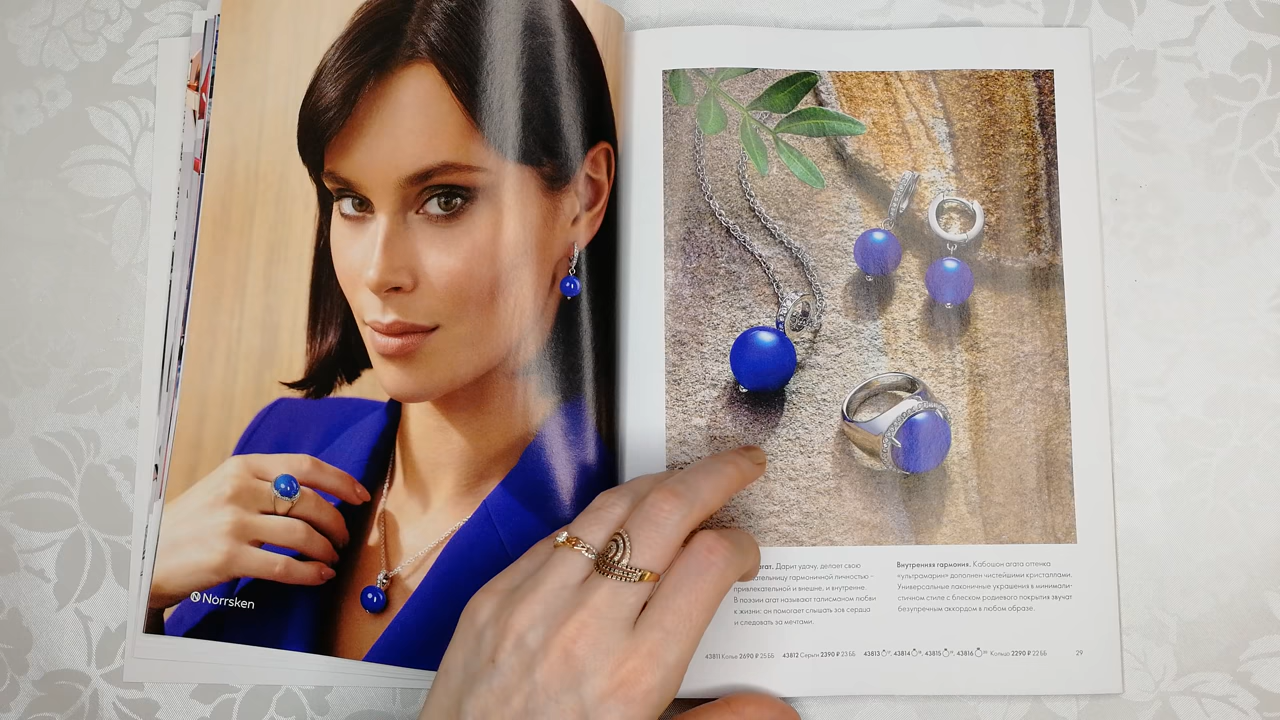 Norrsken
агат. Дарит удачу, делает свою
ательницу гармоничной личностью –
привлекательной и внешне, и внутренне.
В поэзии агат называют талисманом любви
к жизни: он помогает слышать зов сердца
и следовать за мечтами.
Внутренняя гармония. Кабошон агата оттенка
«ультрамарин» дополнен чистейшими кристаллами.
Универсальные лаконичные украшения в минимали-
стичном стиле с блеском родиевого покрытия звучат
безупречным аккордом в любом образе.
43811 Колье 2690 ₽ 25 ББ 43812 Серьги 2390 ₽ 23 ББ 43813, 43814, 43815, 43816 Кольцо 2290 ₽ 22 ББ
29